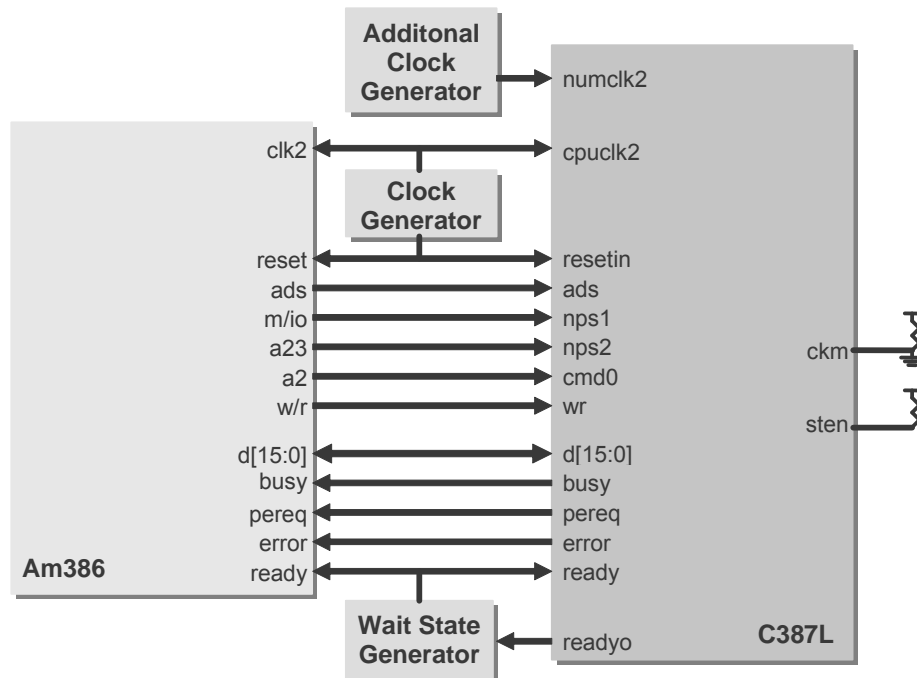 Additonal
Clock
Generator
numclk2
clk2
cpuclk2
Clock
Generator
reset
resetin
ads
ads
m/io
nps1
a23
nps2
ckm
a2
cmd0
w/r
wr
sten
d[15:0]
d[15:0]
busy
busy
pereq
pereq
error
error
Am386
ready
ready
Wait State
Generator
readyo
C387L